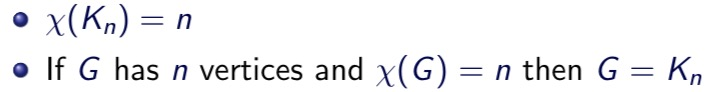 • χ(Kₙ) = n
• If G has n vertices and χ(G) = n then G = Kₙ